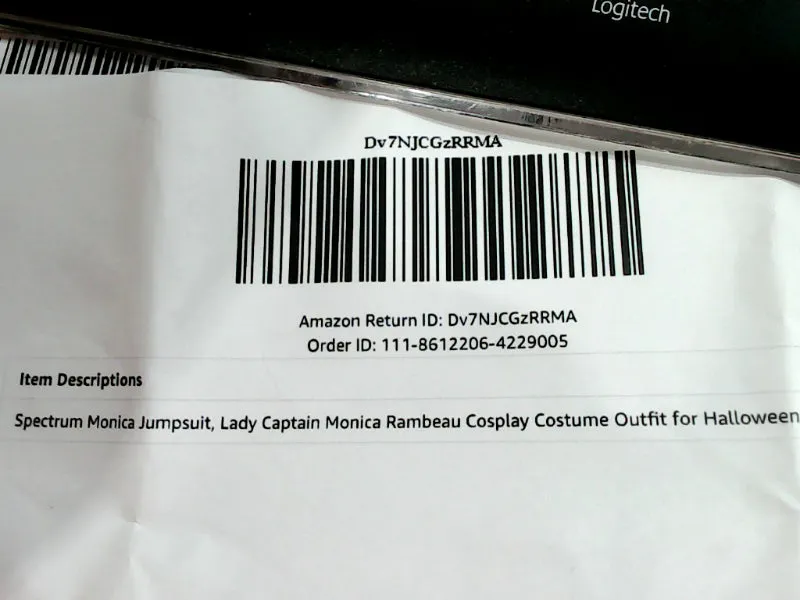 Logitech
Dv7NJCGzRRMA
Amazon Return ID: Dv7NJCGzRRMA
Order ID: 111-8612206-4229005
Item Descriptions
Spectrum Monica Jumpsuit, Lady Captain Monica Rambeau Cosplay Costume Outfit for Halloween